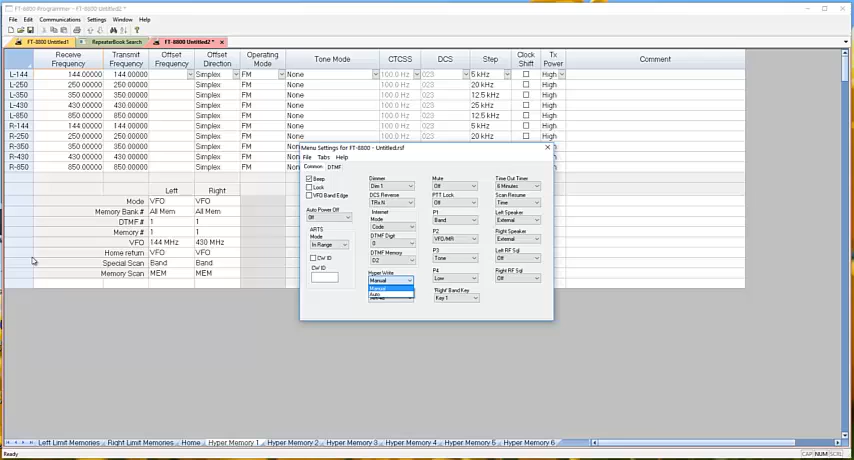 FT-8800 Programmer - FT-8800 Untitled2 *
File Edit Communications Settings Window Help
FT-8800 Untitled1 RepeaterBook Search FT-8800 Untitled2 * ×
Receive Frequency Transmit Frequency Offset Frequency Offset Direction Operating Mode Tone Mode CTCSS DCS Step Clock Shift Tx Power Comment
L-144 144.00000 144.00000 Simplex FM None 100.0 Hz 023 5 kHz High
L-250 250.00000 250.00000 Simplex FM None 100.0 Hz 023 20 kHz High
L-350 350.00000 350.00000 Simplex FM None 100.0 Hz 023 12.5 kHz High
L-430 430.00000 430.00000 Simplex FM None 100.0 Hz 023 25 kHz High
L-850 850.00000 850.00000 Simplex FM None 100.0 Hz 023 12.5 kHz High
R-144 144.00000 144.00000 Simplex FM None 100.0 Hz 023 5 kHz High
R-250 250.00000 250.00000 Simplex FM None 100.0 Hz 023 20 kHz High
R-350 350.00000 350.00000 Simplex FM
R-430 430.00000 430.00000 Simplex FM
R-850 850.00000 850.00000 Simplex FM
Left Right
Mode VFO VFO
Memory Bank # All Mem All Mem
DTMF # 1 1
Memory # 1 1
VFO 144 MHz 430 MHz
Home return VFO VFO
Special Scan Band Band
Memory Scan MEM MEM
Menu Settings for FT-8800 - Untitled.rsf
File Tabs Help
Common DTMF
Beep
Lock
VFO Band Edge
Auto Power Off
Off
ARTS
Mode
In Range
CW ID
CW ID
Dimmer
Dim 1
DCS Reverse
TRx N
Internet
Mode
Code
DTMF Digit
0
DTMF Memory
D2
Hyper Write
Manual
Manual
Auto
Mute
Off
PTT Lock
Off
P1
Band
P2
VFO/MR
P3
Tone
P4
Low
'Right' Band Key
Key 1
Time Out Timer
6 Minutes
Scan Resume
Time
Left Speaker
External
Right Speaker
External
Left RF Sql
Off
Right RF Sql
Off
Left Limit Memories Right Limit Memories Home Hyper Memory 1 Hyper Memory 2 Hyper Memory 3 Hyper Memory 4 Hyper Memory 5 Hyper Memory 6
Ready CAP NUM SCRL